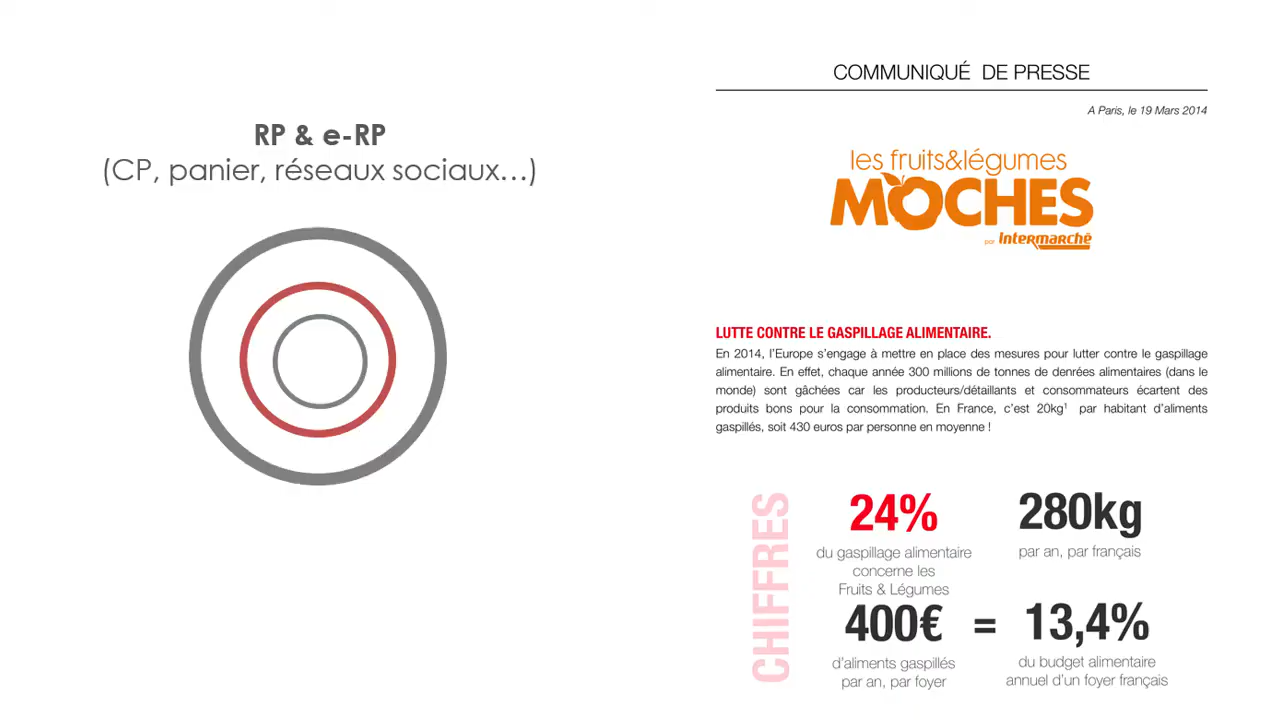 RP & e-RP
(CP, panier, réseaux sociaux...)
COMMUNIQUÉ DE PRESSE
A Paris, le 19 Mars 2014
les fruits&légumes
MOCHES
par Intermarchē
LUTTE CONTRE LE GASPILLAGE ALIMENTAIRE.
En 2014, l'Europe s'engage à mettre en place des mesures pour lutter contre le gaspillage
alimentaire. En effet, chaque année 300 millions de tonnes de denrées alimentaires (dans le
monde) sont gâchées car les producteurs/détaillants et consommateurs écartent des
produits bons pour la consommation. En France, c'est 20kg¹ par habitant d'aliments
gaspillés, soit 430 euros par personne en moyenne !
CHIFFRES
24%
du gaspillage alimentaire
concerne les
Fruits & Légumes
280kg
par an, par français
400€
d'aliments gaspillés
par an, par foyer
=
13,4%
du budget alimentaire
annuel d'un foyer français